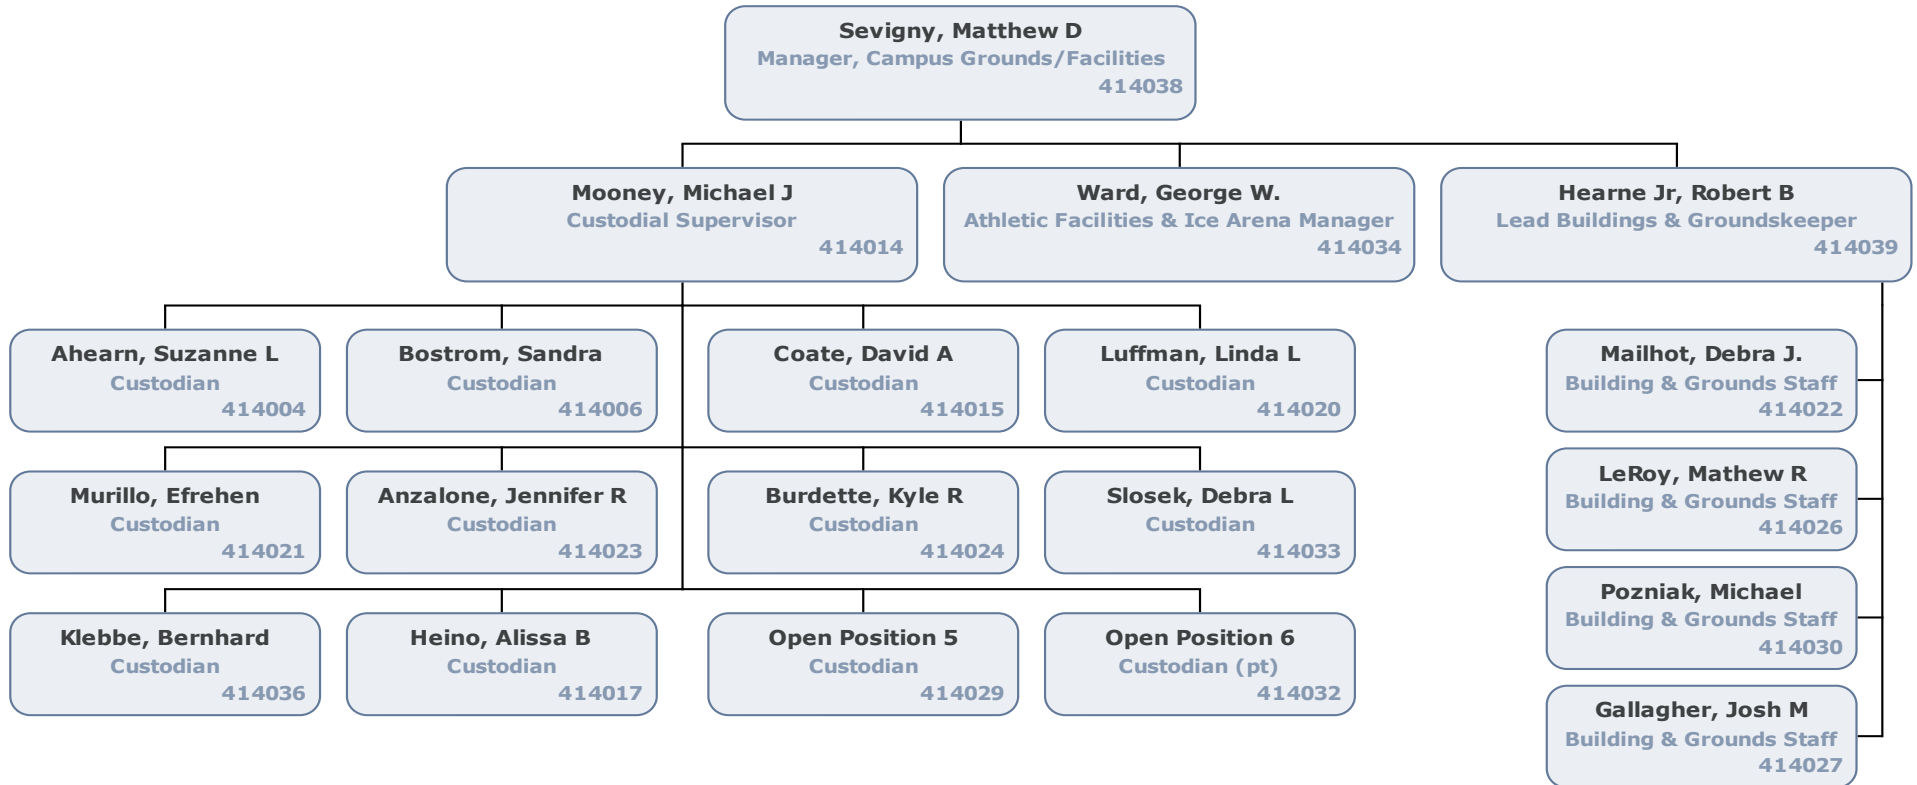 Sevigny, Matthew D
Manager, Campus Grounds/Facilities
414038
Mooney, Michael J
Custodial Supervisor
414014
Ward, George W.
Athletic Facilities & Ice Arena Manager
414034
Hearne Jr, Robert B
Lead Buildings & Groundskeeper
414039
Ahearn, Suzanne L
Custodian
414004
Bostrom, Sandra
Custodian
414006
Coate, David A
Custodian
414015
Luffman, Linda L
Custodian
414020
Murillo, Efrehen
Custodian
414021
Anzalone, Jennifer R
Custodian
414023
Burdette, Kyle R
Custodian
414024
Slosek, Debra L
Custodian
414033
Klebbe, Bernhard
Custodian
414036
Heino, Alissa B
Custodian
414017
Open Position 5
Custodian
414029
Open Position 6
Custodian (pt)
414032
Mailhot, Debra J.
Building & Grounds Staff
414022
LeRoy, Mathew R
Building & Grounds Staff
414026
Pozniak, Michael
Building & Grounds Staff
414030
Gallagher, Josh M
Building & Grounds Staff
414027